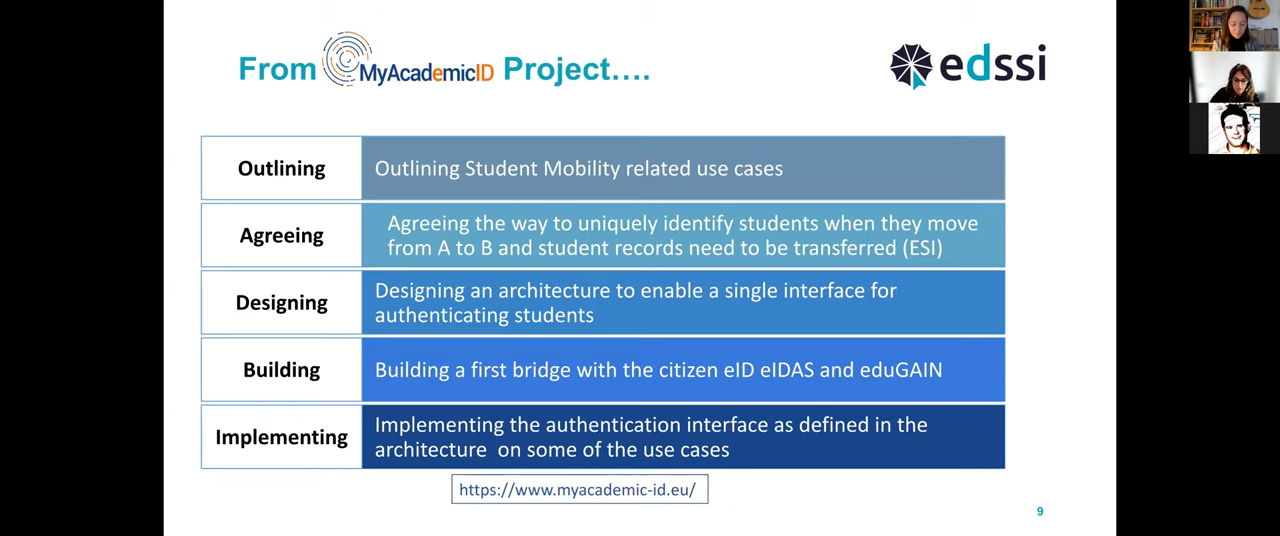 From MyAcademicID Project....
edssi
Outlining
Outlining Student Mobility related use cases
Agreeing
Agreeing the way to uniquely identify students when they move
from A to B and student records need to be transferred (ESI)
Designing
Designing an architecture to enable a single interface for
authenticating students
Building
Building a first bridge with the citizen eID eIDAS and eduGAIN
Implementing
Implementing the authentication interface as defined in the
architecture on some of the use cases
https://www.myacademic-id.eu/
9